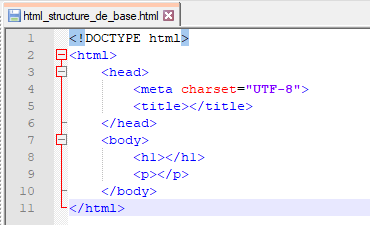 html_structure_de_base.html
1 <!DOCTYPE html>
2 <html>
3 <head>
4 <meta charset="UTF-8">
5 <title></title>
6 </head>
7 <body>
8 <h1></h1>
9 <p></p>
10 </body>
11 </html>